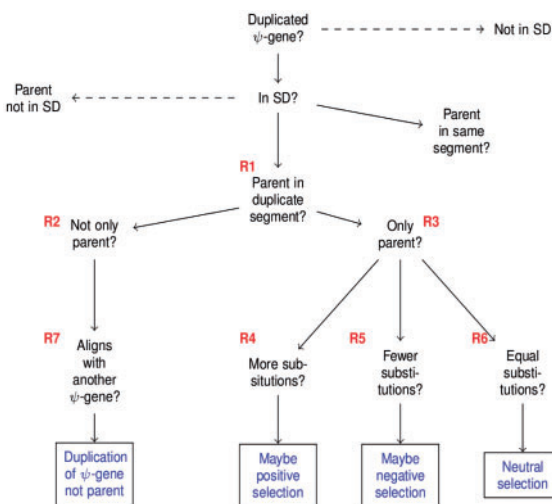 Duplicated
ψ-gene?
Not in SD
Parent
not in SD
In SD?
Parent
in same
segment?
R1
Parent in
duplicate
segment?
R2
Not only
parent?
R3
Only
parent?
R7
Aligns
with
another
ψ-gene?
R4
More sub-
situtions?
R5
Fewer
substi-
tutions?
R6
Equal
substi-
tutions?
Duplication
of ψ-gene
not parent
Maybe
positive
selection
Maybe
negative
selection
Neutral
selection